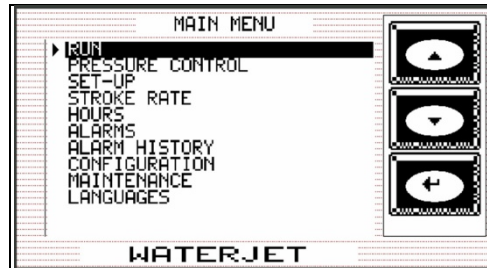 MAIN MENU
RUN
PRESSURE CONTROL
SET-UP
STROKE RATE
HOURS
ALARMS
ALARM HISTORY
CONFIGURATION
MAINTENANCE
LANGUAGES
WATERJET